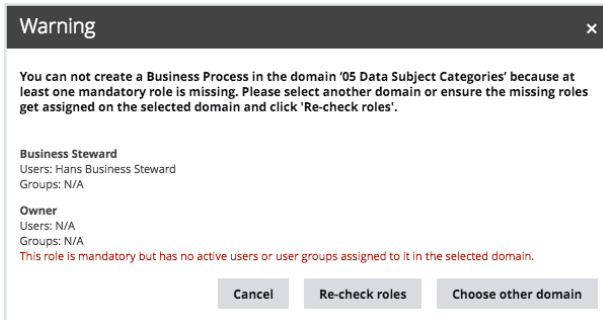 Warning
×
You can not create a Business Process in the domain ‘05 Data Subject Categories’ because at
least one mandatory role is missing. Please select another domain or ensure the missing roles
get assigned on the selected domain and click 'Re-check roles'.
Business Steward
Users: Hans Business Steward
Groups: N/A
Owner
Users: N/A
Groups: N/A
This role is mandatory but has no active users or user groups assigned to it in the selected domain.
Cancel
Re-check roles
Choose other domain